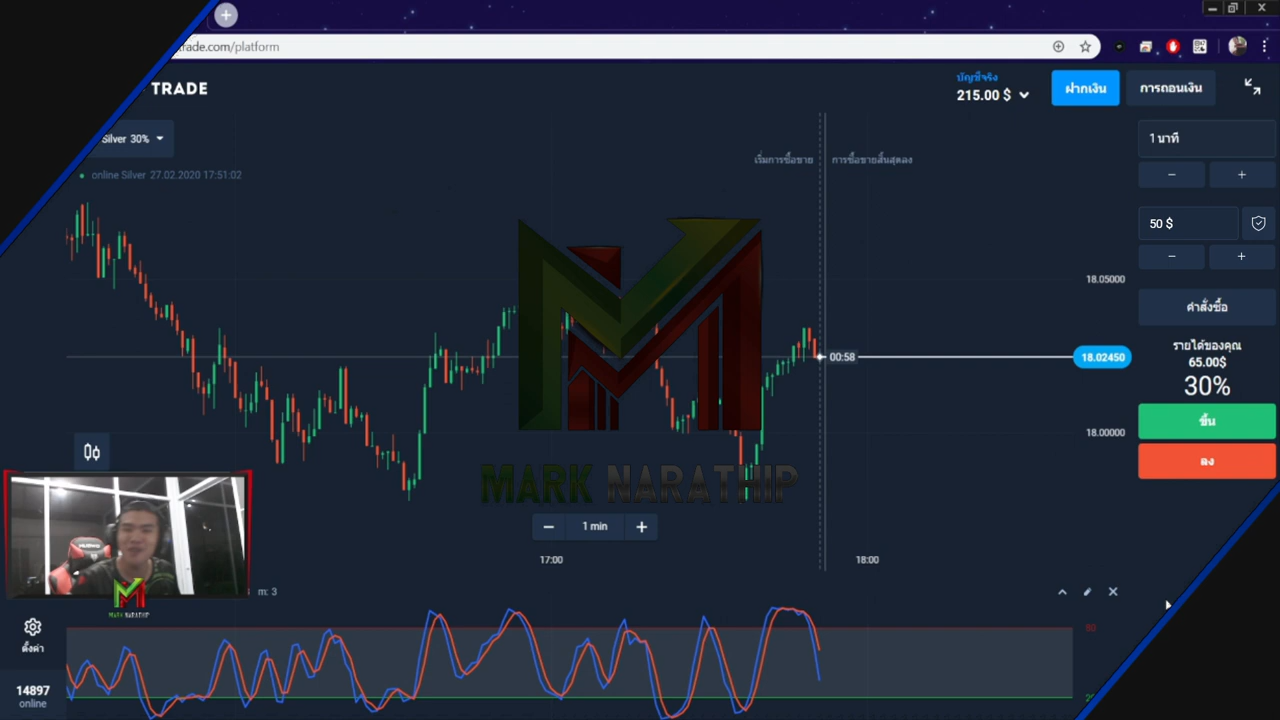 trade.com/platform
TRADE
บัญชีจริง
215.00 $
ฝากเงิน
การถอนเงิน
Silver 30%
1 นาที
เริ่มการซื้อขาย
การซื้อขายสิ้นสุดลง
online Silver 27.02.2020 17:51:02
50 $
18.05000
คำสั่งซื้อ
รายได้ของคุณ
65.00$
30%
00:58
18.02450
ขึ้น
18.00000
ลง
MARK NARATHIP
1 min
17:00
18:00
m: 3
MARK NARATHIP
80
ตั้งค่า
14897
online